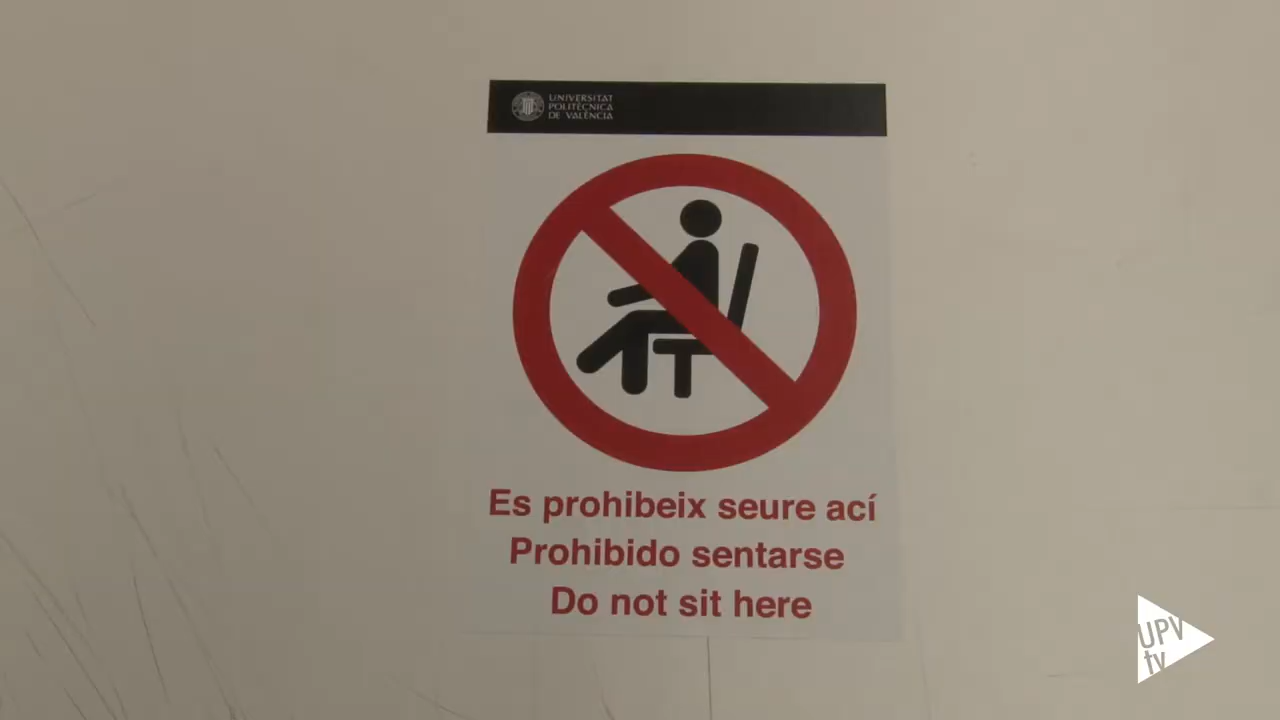 UNIVERSITAT
POLITÈCNICA
DE VALÈNCIA
Es prohibeix seure ací
Prohibido sentarse
Do not sit here
UPV
tv